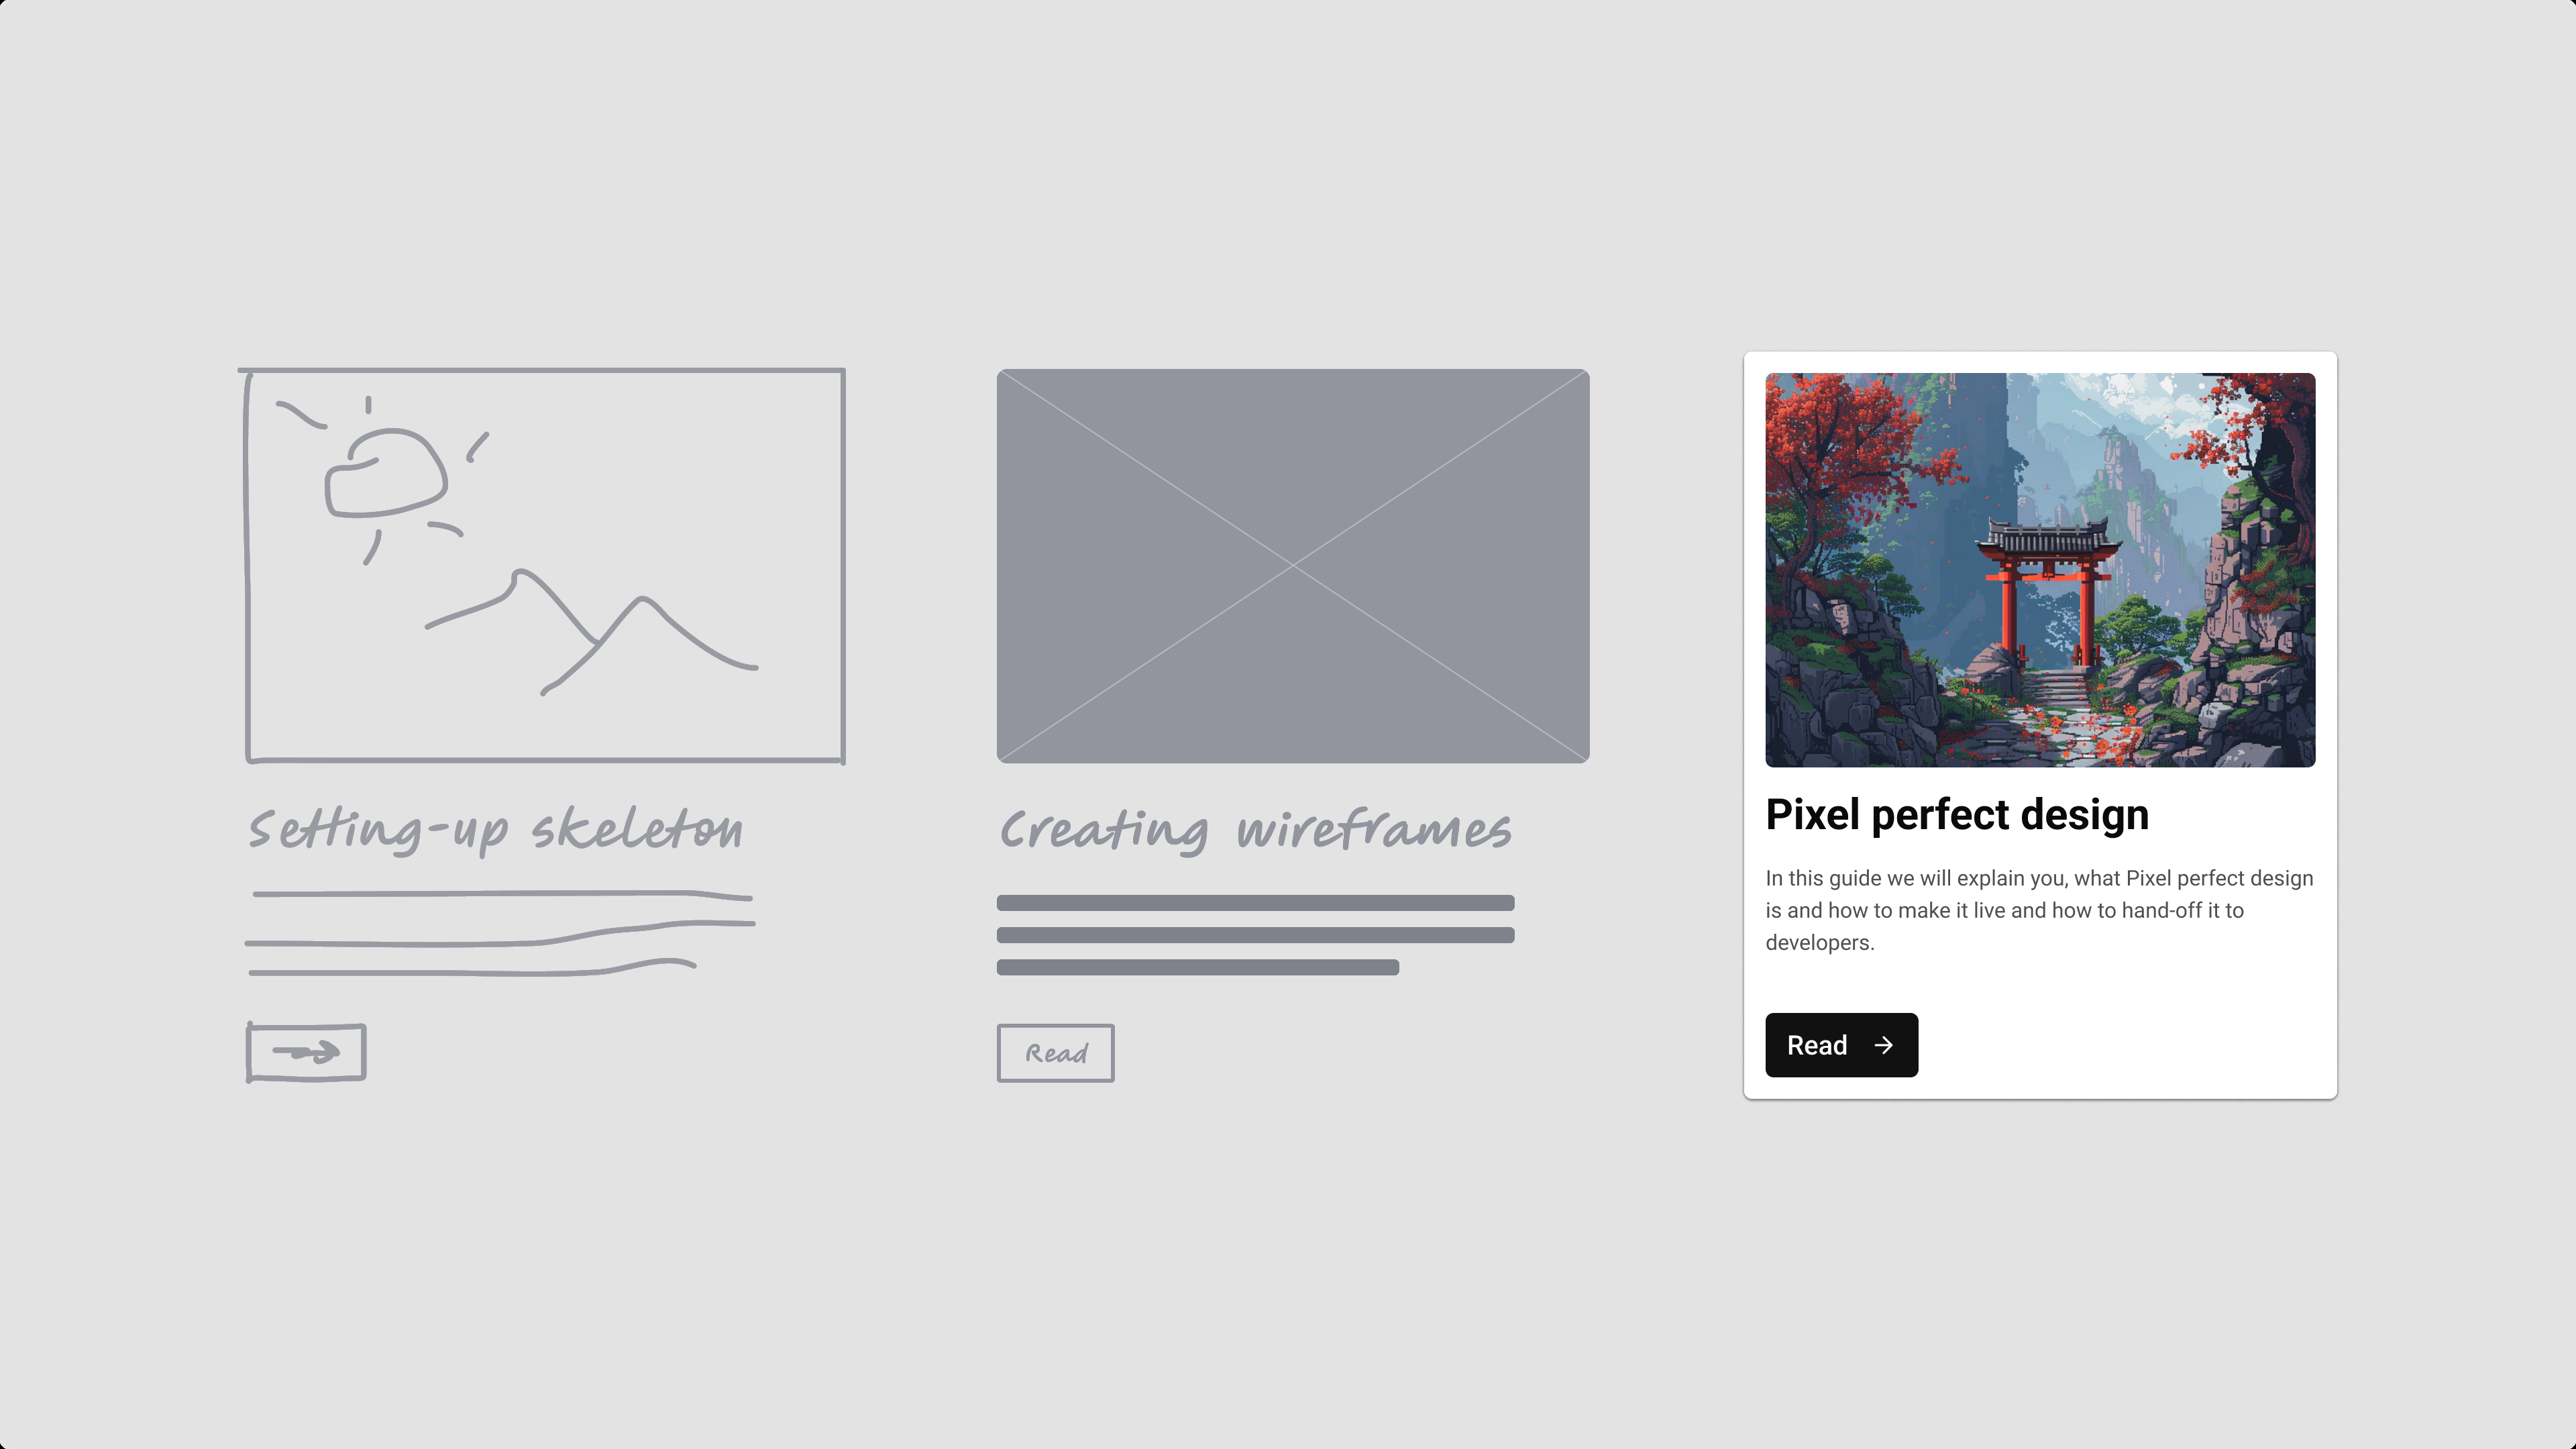 Setting-up skeleton
Creating wireframes
Read
Pixel perfect design
In this guide we will explain you, what Pixel perfect design
is and how to make it live and how to hand-off it to
developers.
Read